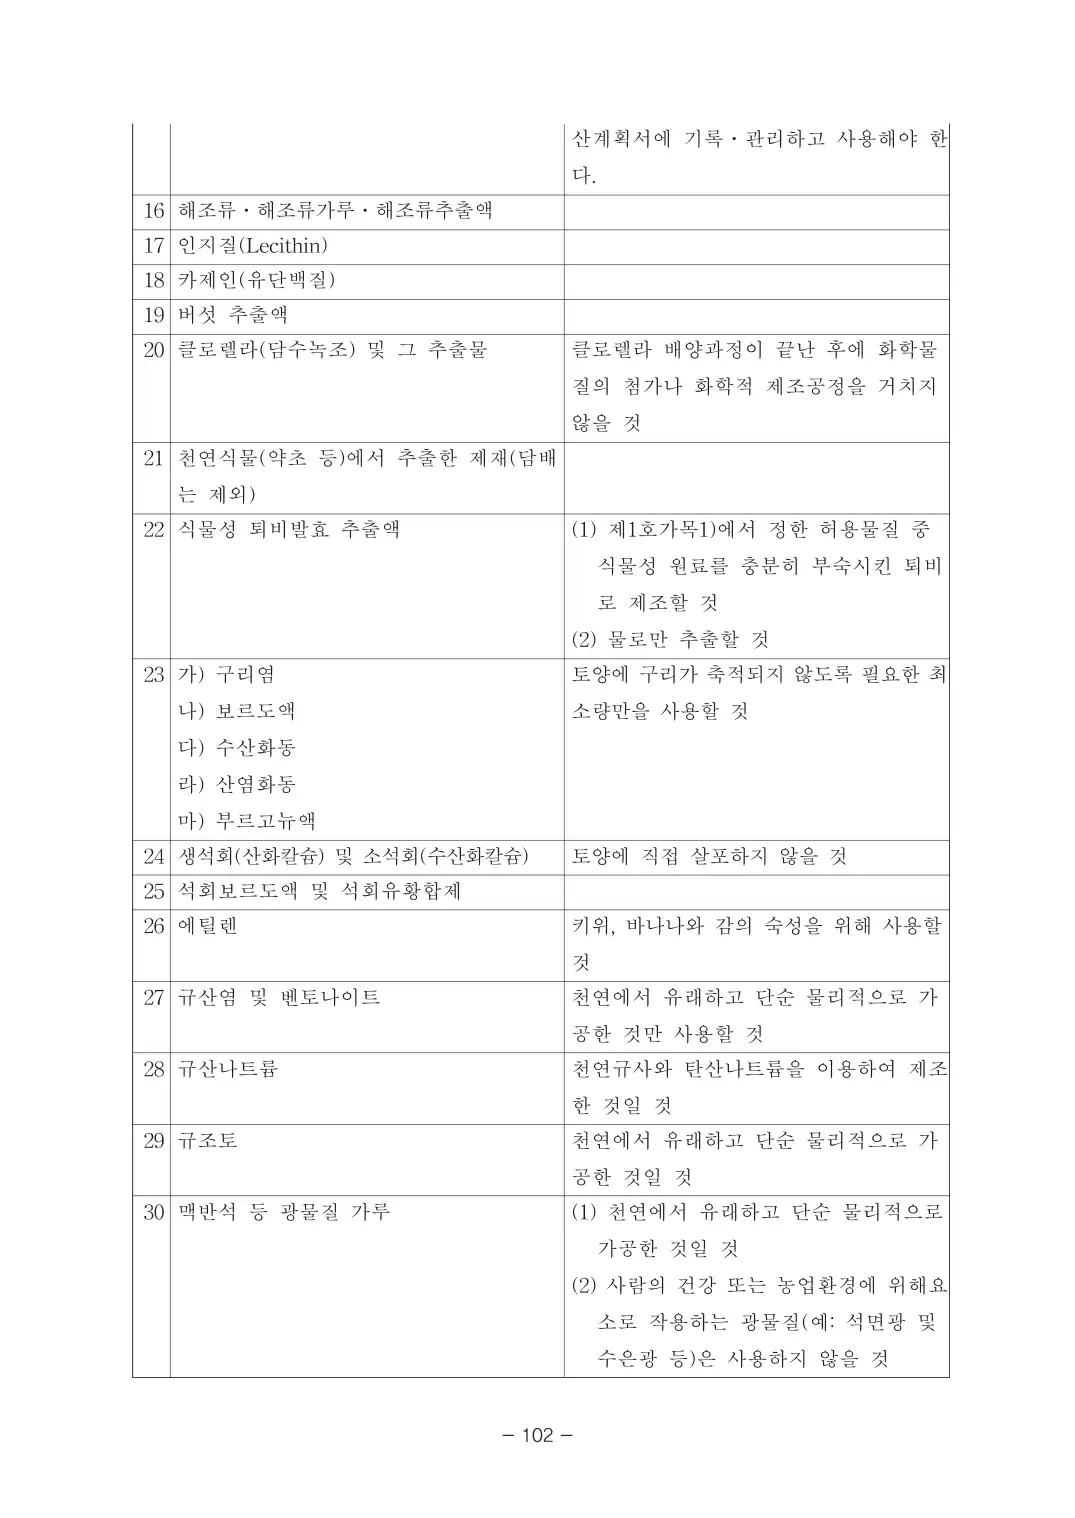 산계획서에 기록・관리하고 사용해야 한
다.
16 해조류・해조류가루・해조류추출액
17 인지질(Lecithin)
18 카제인(유단백질)
19 버섯 추출액
20 클로렐라(담수녹조) 및 그 추출물
클로렐라 배양과정이 끝난 후에 화학물
질의 첨가나 화학적 제조공정을 거치지
않을 것
21 천연식물(약초 등)에서 추출한 제재(담배
는 제외)
22 식물성 퇴비발효 추출액
(1) 제1호가목1)에서 정한 허용물질 중
식물성 원료를 충분히 부숙시킨 퇴비
로 제조할 것
(2) 물로만 추출할 것
23 가) 구리염
나) 보르도액
다) 수산화동
라) 산염화동
마) 부르고뉴액
토양에 구리가 축적되지 않도록 필요한 최
소량만을 사용할 것
24 생석회(산화칼슘) 및 소석회(수산화칼슘)
토양에 직접 살포하지 않을 것
25 석회보르도액 및 석회유황합제
26 에틸렌
키위, 바나나와 감의 숙성을 위해 사용할
것
27 규산염 및 벤토나이트
천연에서 유래하고 단순 물리적으로 가
공한 것만 사용할 것
28 규산나트륨
천연규사와 탄산나트륨을 이용하여 제조
한 것일 것
29 규조토
천연에서 유래하고 단순 물리적으로 가
공한 것일 것
30 맥반석 등 광물질 가루
(1) 천연에서 유래하고 단순 물리적으로
가공한 것일 것
(2) 사람의 건강 또는 농업환경에 위해요
소로 작용하는 광물질(예: 석면광 및
수은광 등)은 사용하지 않을 것
- 102 -